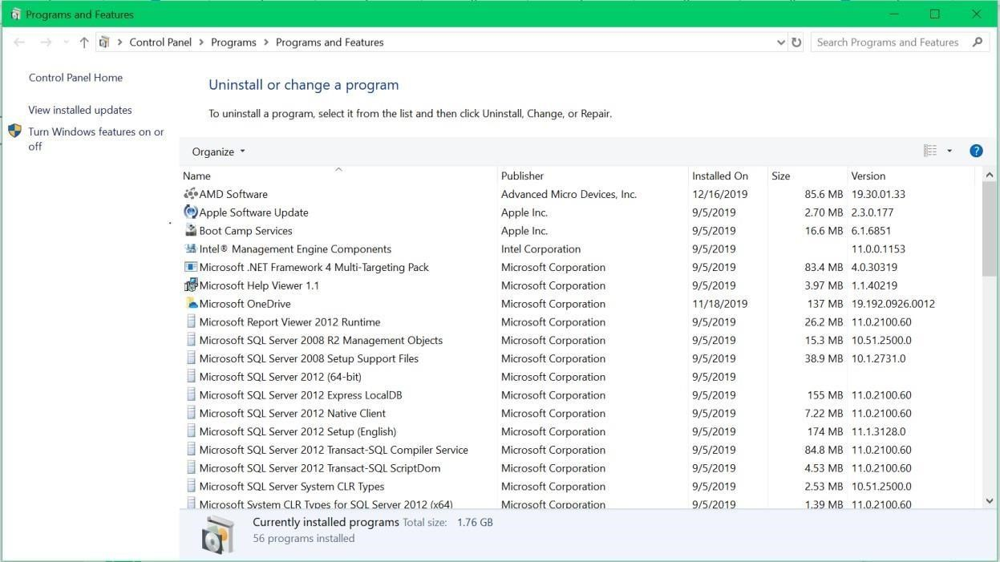 Programs and Features
Control Panel > Programs > Programs and Features
Search Programs and Features
Control Panel Home
View installed updates
Turn Windows features on or
off
Uninstall or change a program
To uninstall a program, select it from the list and then click Uninstall, Change, or Repair.
Organize
Name Publisher Installed On Size Version
AMD Software Advanced Micro Devices, Inc. 12/16/2019 85.6 MB 19.30.01.33
Apple Software Update Apple Inc. 9/5/2019 2.70 MB 2.3.0.177
Boot Camp Services Apple Inc. 9/5/2019 16.6 MB 6.1.6851
Intel® Management Engine Components Intel Corporation 9/5/2019 11.0.0.1153
Microsoft .NET Framework 4 Multi-Targeting Pack Microsoft Corporation 9/5/2019 83.4 MB 4.0.30319
Microsoft Help Viewer 1.1 Microsoft Corporation 9/5/2019 3.97 MB 1.1.40219
Microsoft OneDrive Microsoft Corporation 11/18/2019 137 MB 19.192.0926.0012
Microsoft Report Viewer 2012 Runtime Microsoft Corporation 9/5/2019 26.2 MB 11.0.2100.60
Microsoft SQL Server 2008 R2 Management Objects Microsoft Corporation 9/5/2019 15.3 MB 10.51.2500.0
Microsoft SQL Server 2008 Setup Support Files Microsoft Corporation 9/5/2019 38.9 MB 10.1.2731.0
Microsoft SQL Server 2012 (64-bit) Microsoft Corporation 9/5/2019
Microsoft SQL Server 2012 Express LocalDB Microsoft Corporation 9/5/2019 155 MB 11.0.2100.60
Microsoft SQL Server 2012 Native Client Microsoft Corporation 9/5/2019 7.22 MB 11.0.2100.60
Microsoft SQL Server 2012 Setup (English) Microsoft Corporation 9/5/2019 174 MB 11.1.3128.0
Microsoft SQL Server 2012 Transact-SQL Compiler Service Microsoft Corporation 9/5/2019 84.8 MB 11.0.2100.60
Microsoft SQL Server 2012 Transact-SQL ScriptDom Microsoft Corporation 9/5/2019 4.53 MB 11.0.2100.60
Microsoft SQL Server System CLR Types Microsoft Corporation 9/5/2019 2.53 MB 10.51.2500.0
Microsoft System CLR Types for SQL Server 2012 (x64) Microsoft Corporation 9/5/2019 1.39 MB 11.0.2100.60
Currently installed programs Total size: 1.76 GB
56 programs installed